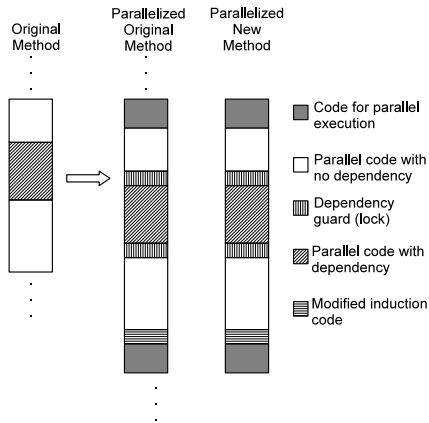 Original
Method
Parallelized
Original
Method
Parallelized
New
Method
Code for parallel
execution
Parallel code with
no dependency
Dependency
guard (lock)
Parallel code with
dependency
Modified induction
code